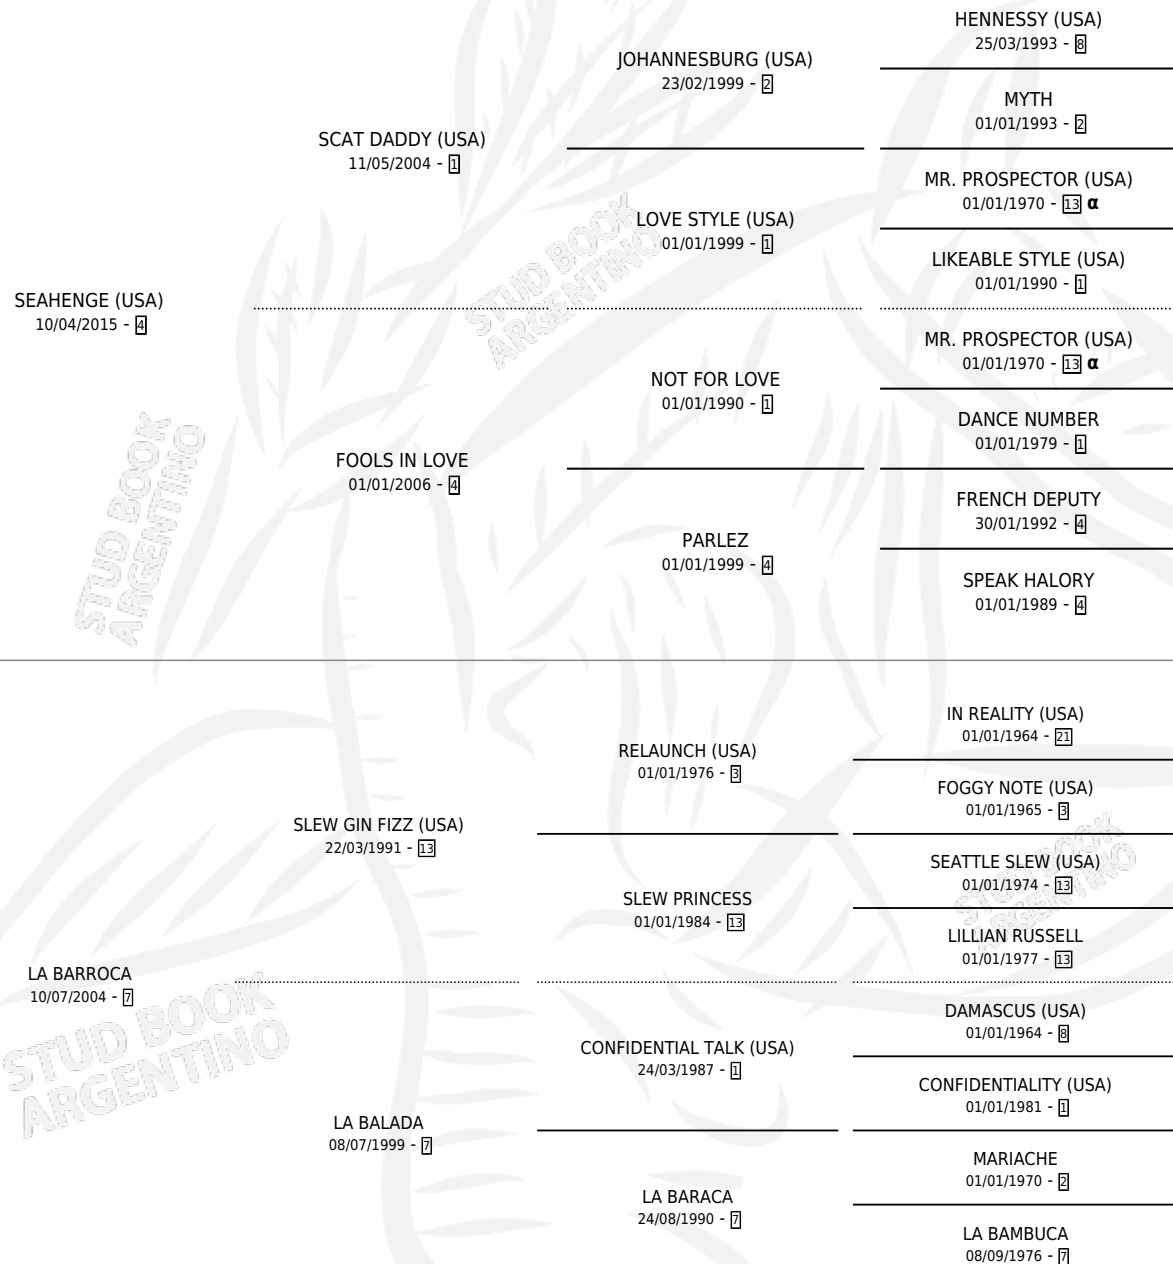 HENNESSY (USA)
25/03/1993 - 8
JOHANNESBURG (USA)
23/02/1999 - 2
MYTH
01/01/1993 - 2
SCAT DADDY (USA)
11/05/2004 - 1
MR. PROSPECTOR (USA)
01/01/1970 - 13 α
LOVE STYLE (USA)
01/01/1999 - 1
LIKEABLE STYLE (USA)
01/01/1990 - 1
SEAHENGE (USA)
10/04/2015 - 4
MR. PROSPECTOR (USA)
01/01/1970 - 13 α
NOT FOR LOVE
01/01/1990 - 1
DANCE NUMBER
01/01/1979 - 1
FOOLS IN LOVE
01/01/2006 - 4
FRENCH DEPUTY
30/01/1992 - 4
PARLEZ
01/01/1999 - 4
SPEAK HALORY
01/01/1989 - 4
IN REALITY (USA)
01/01/1964 - 21
RELAUNCH (USA)
01/01/1976 - 3
FOGGY NOTE (USA)
01/01/1965 - 3
SLEW GIN FIZZ (USA)
22/03/1991 - 13
SEATTLE SLEW (USA)
01/01/1974 - 13
SLEW PRINCESS
01/01/1984 - 13
LILLIAN RUSSELL
01/01/1977 - 13
LA BARROCA
10/07/2004 - 7
DAMASCUS (USA)
01/01/1964 - 8
CONFIDENTIAL TALK (USA)
24/03/1987 - 1
CONFIDENTIALITY (USA)
01/01/1981 - 1
LA BALADA
08/07/1999 - 7
MARIACHE
01/01/1970 - 2
LA BARACA
24/08/1990 - 7
LA BAMBUCA
08/09/1976 - 7
STUD BOOK
ARGENTINO
STUD BOOK
ARGENTINO
STUD BOOK
ARGENTINO
STUD BOOK
ARGENTINO